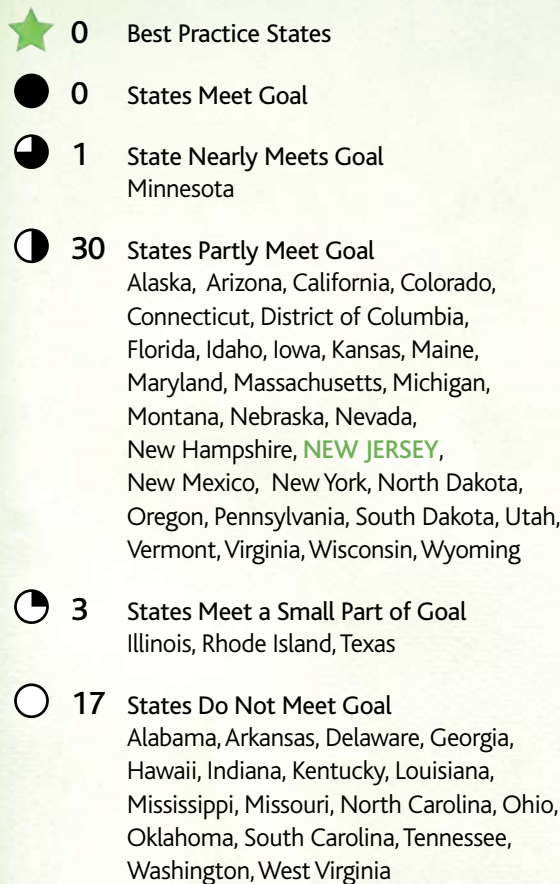 0 Best Practice States
0 States Meet Goal
1 State Nearly Meets Goal
Minnesota
30 States Partly Meet Goal
Alaska, Arizona, California, Colorado,
Connecticut, District of Columbia,
Florida, Idaho, Iowa, Kansas, Maine,
Maryland, Massachusetts, Michigan,
Montana, Nebraska, Nevada,
New Hampshire, NEW JERSEY,
New Mexico, New York, North Dakota,
Oregon, Pennsylvania, South Dakota, Utah,
Vermont, Virginia, Wisconsin, Wyoming
3 States Meet a Small Part of Goal
Illinois, Rhode Island, Texas
17 States Do Not Meet Goal
Alabama, Arkansas, Delaware, Georgia,
Hawaii, Indiana, Kentucky, Louisiana,
Mississippi, Missouri, North Carolina, Ohio,
Oklahoma, South Carolina, Tennessee,
Washington, West Virginia